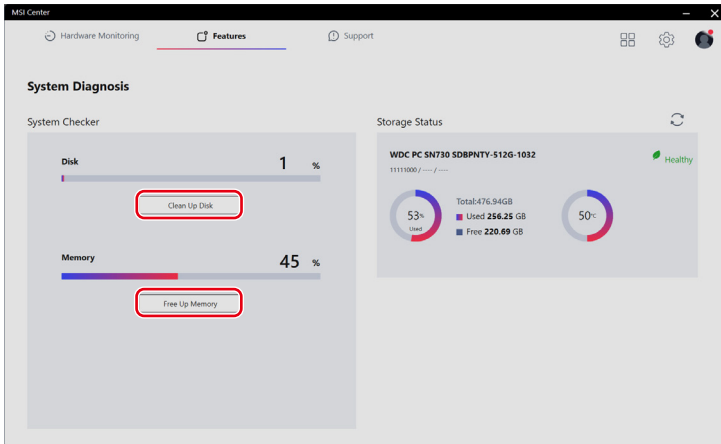 MSI Center
Hardware Monitoring
Features
Support
System Diagnosis
System Checker
Disk
1 %
Clean Up Disk
Memory
45 %
Free Up Memory
Storage Status
WDC PC SN730 SDBPNTY-512G-1032
11111000 / ---- / ----
Healthy
53%
Used
Total:476.94GB
Used 256.25 GB
Free 220.69 GB
50°C